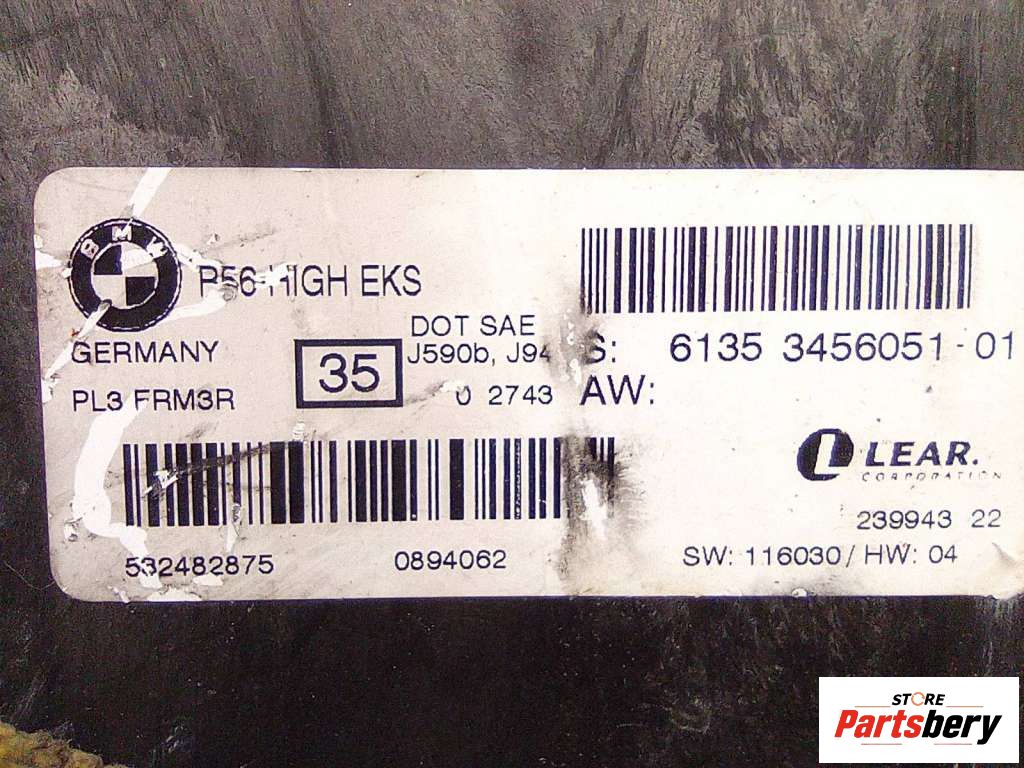 BMW
R56 HIGH EKS
GERMANY
PL3 FRM3R
35
DOT SAE
J590b, J94
0 2743
S: 6135 3456051-01
AW:
LEAR.
CORPORATION
239943 22
SW: 116030 / HW: 04
532482875
0894062
STORE
Partsbery